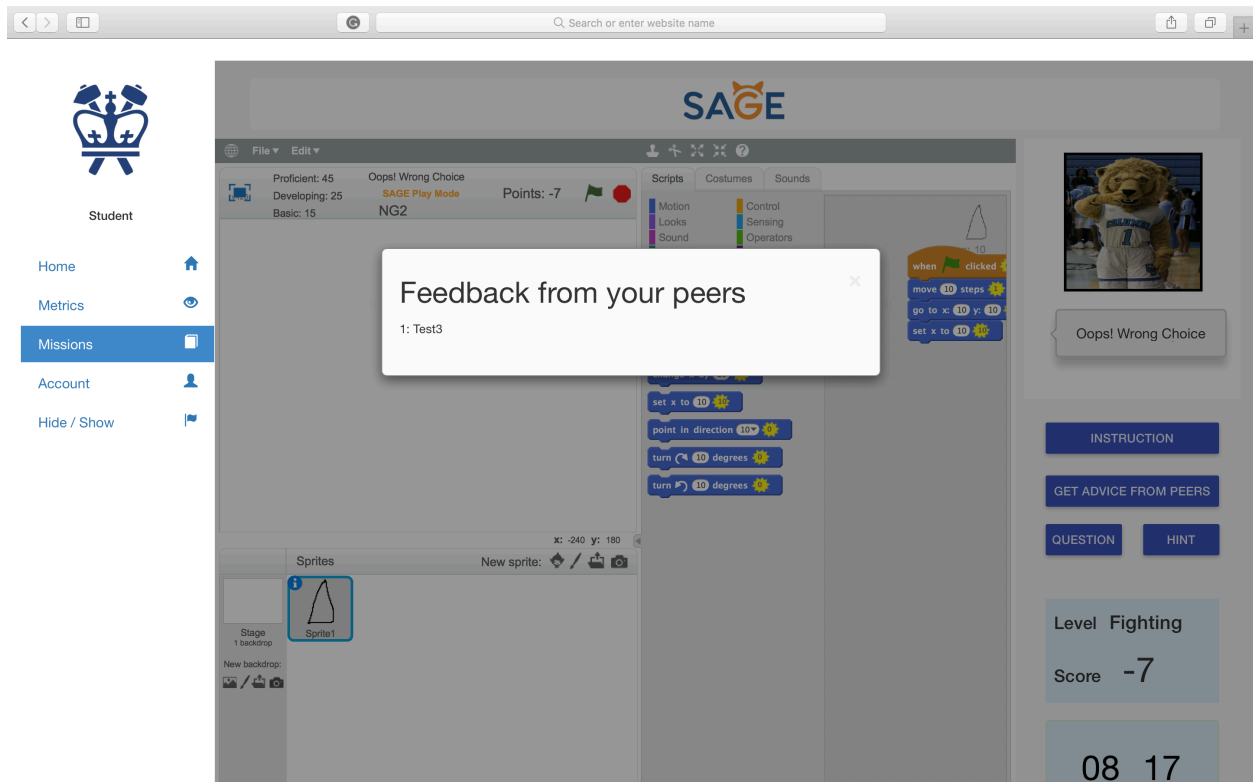 Search or enter website name
SAGE
Student
Home
Metrics
Missions
Account
Hide / Show
File Edit
Proficient: 45
Developing: 25
Basic: 15
Oops! Wrong Choice
SAGE Play Mode
NG2
Points: -7
Scripts Costumes Sounds
Motion Control
Looks Sensing
Sound Operators
Feedback from your peers
×
1: Test3
when clicked
move 10 steps
go to x: 10 y: 10
set x to 10
set x to 10
point in direction 10
turn 10 degrees
turn 10 degrees
x: -240 y: 180
Sprites New sprite:
Stage
1 backdrop
New backdrop:
Sprite1
Oops! Wrong Choice
INSTRUCTION
GET ADVICE FROM PEERS
QUESTION HINT
Level Fighting
Score -7
08 17